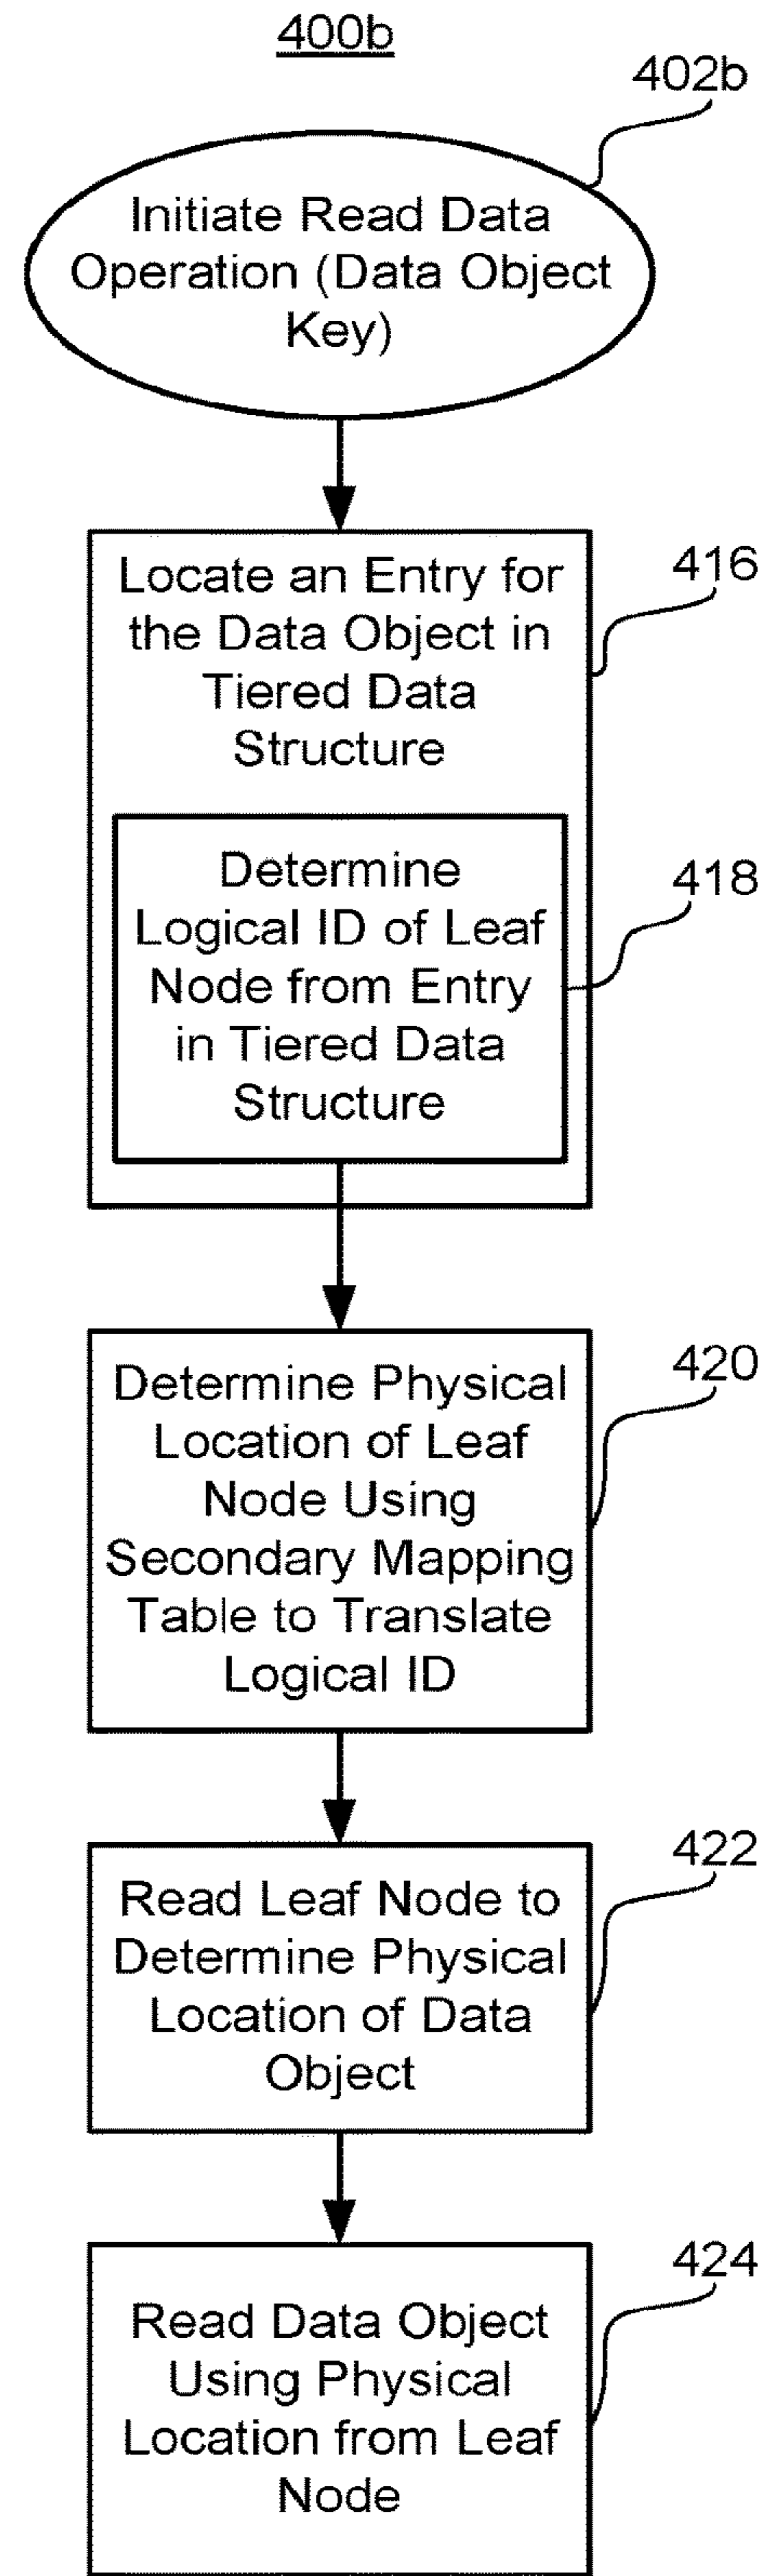 400b
402b
Initiate Read Data
Operation (Data Object
Key)
416
Locate an Entry for
the Data Object in
Tiered Data
Structure
418
Determine
Logical ID of Leaf
Node from Entry
in Tiered Data
Structure
420
Determine Physical
Location of Leaf
Node Using
Secondary Mapping
Table to Translate
Logical ID
422
Read Leaf Node to
Determine Physical
Location of Data
Object
424
Read Data Object
Using Physical
Location from Leaf
Node